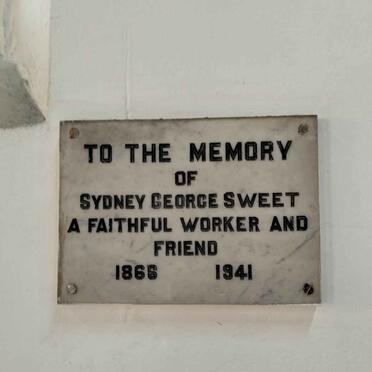 TO THE MEMORY
OF
SYDNEY GEORGE SWEET
A FAITHFUL WORKER AND
FRIEND
1866 1941